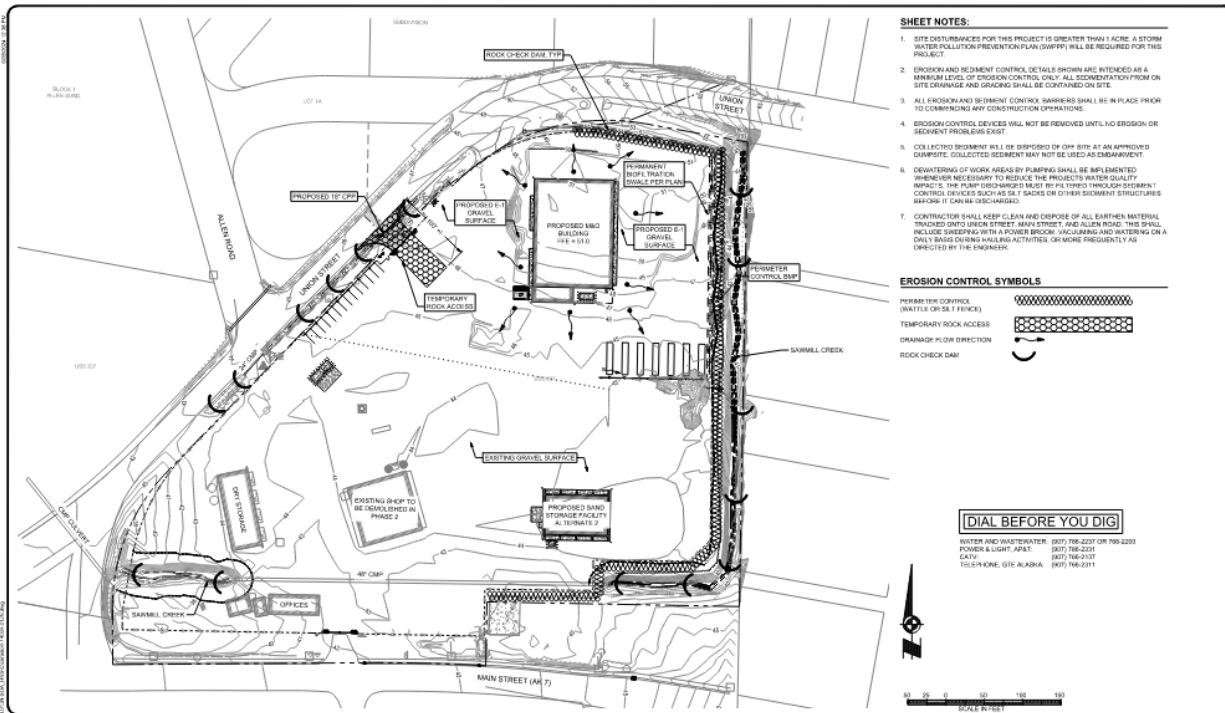 SUBDIVISION
SHEET NOTES:
1. SITE DISTURBANCES FOR THIS PROJECT IS GREATER THAN 1 ACRE. A STORM
WATER POLLUTION PREVENTION PLAN (SWPPP) WILL BE REQUIRED FOR THIS
PROJECT.
2. EROSION AND SEDIMENT CONTROL DETAILS SHOWN ARE INTENDED AS A
MINIMUM LEVEL OF EROSION CONTROL ONLY. ALL SEDIMENTATION FROM ON
SITE DRAINAGE AND GRADING SHALL BE CONTAINED ON SITE.
3. ALL EROSION AND SEDIMENT CONTROL BARRIERS SHALL BE IN PLACE PRIOR
TO COMMENCING ANY CONSTRUCTION OPERATIONS.
4. EROSION CONTROL DEVICES WILL NOT BE REMOVED UNTIL NO EROSION OR
SEDIMENT PROBLEMS EXIST.
5. COLLECTED SEDIMENT WILL BE DISPOSED OF OFF SITE AT AN APPROVED
DUMPSITE. COLLECTED SEDIMENT MAY NOT BE USED AS EMBANKMENT.
6. DEWATERING OF WORK AREAS BY PUMPING SHALL BE IMPLEMENTED
WHENEVER NECESSARY TO REDUCE THE PROJECTS WATER QUALITY
IMPACTS. THE PUMP DISCHARGED MUST BE FILTERED THROUGH SEDIMENT
CONTROL DEVICES SUCH AS SILT SACKS OR OTHER SEDIMENT STRUCTURES
BEFORE IT CAN BE DISCHARGED.
7. CONTRACTOR SHALL KEEP CLEAN AND DISPOSE OF ALL EARTHEN MATERIAL
TRACKED ONTO UNION STREET, MAIN STREET, AND ALLEN ROAD. THIS SHALL
INCLUDE SWEEPING WITH A POWER BROOM, VACUUMING AND WATERING ON A
DAILY BASIS DURING HAULING ACTIVITIES, OR MORE FREQUENTLY AS
DIRECTED BY THE ENGINEER.
EROSION CONTROL SYMBOLS
PERIMETER CONTROL
(WATTLE OR SILT FENCE)
TEMPORARY ROCK ACCESS
DRAINAGE FLOW DIRECTION
ROCK CHECK DAM
DIAL BEFORE YOU DIG
WATER AND WASTEWATER: (907) 766-2237 OR 766-2200
POWER & LIGHT, AP&T: (907) 766-2331
CATV: (907) 766-2137
TELEPHONE, GTE ALASKA: (907) 766-2311
50 25 0 50 100 150
SCALE IN FEET
ROCK CHECK DAM, TYP
BLOCK 1
LOT 1A
UNION
STREET
PERMANENT
BIOFILTRATION
SWALE PER PLAN
PROPOSED 18" CPP
PROPOSED E-1
GRAVEL
SURFACE
PROPOSED M&O
BUILDING
FFE = 51.0
PROPOSED E-1
GRAVEL
SURFACE
ALLEN ROAD
UNION STREET
PERIMETER
CONTROL BMP
TEMPORARY
ROCK ACCESS
SAWMILL CREEK
24" CMP
EXISTING GRAVEL SURFACE
DRY STORAGE
EXISTING SHOP TO
BE DEMOLISHED IN
PHASE 2
PROPOSED SAND
STORAGE FACILITY
ALTERNATE 2
CMP CULVERT
48" CMP
SAWMILL CREEK
OFFICES
MAIN STREET (AK 7)